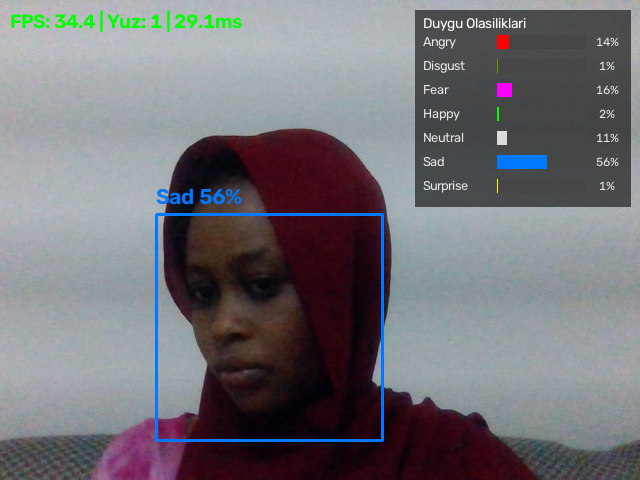 FPS: 34.4 | Yuz: 1 | 29.1ms
Duygu Olasiliklari
Angry 14%
Disgust 1%
Fear 16%
Happy 2%
Neutral 11%
Sad 56%
Surprise 1%
Sad 56%